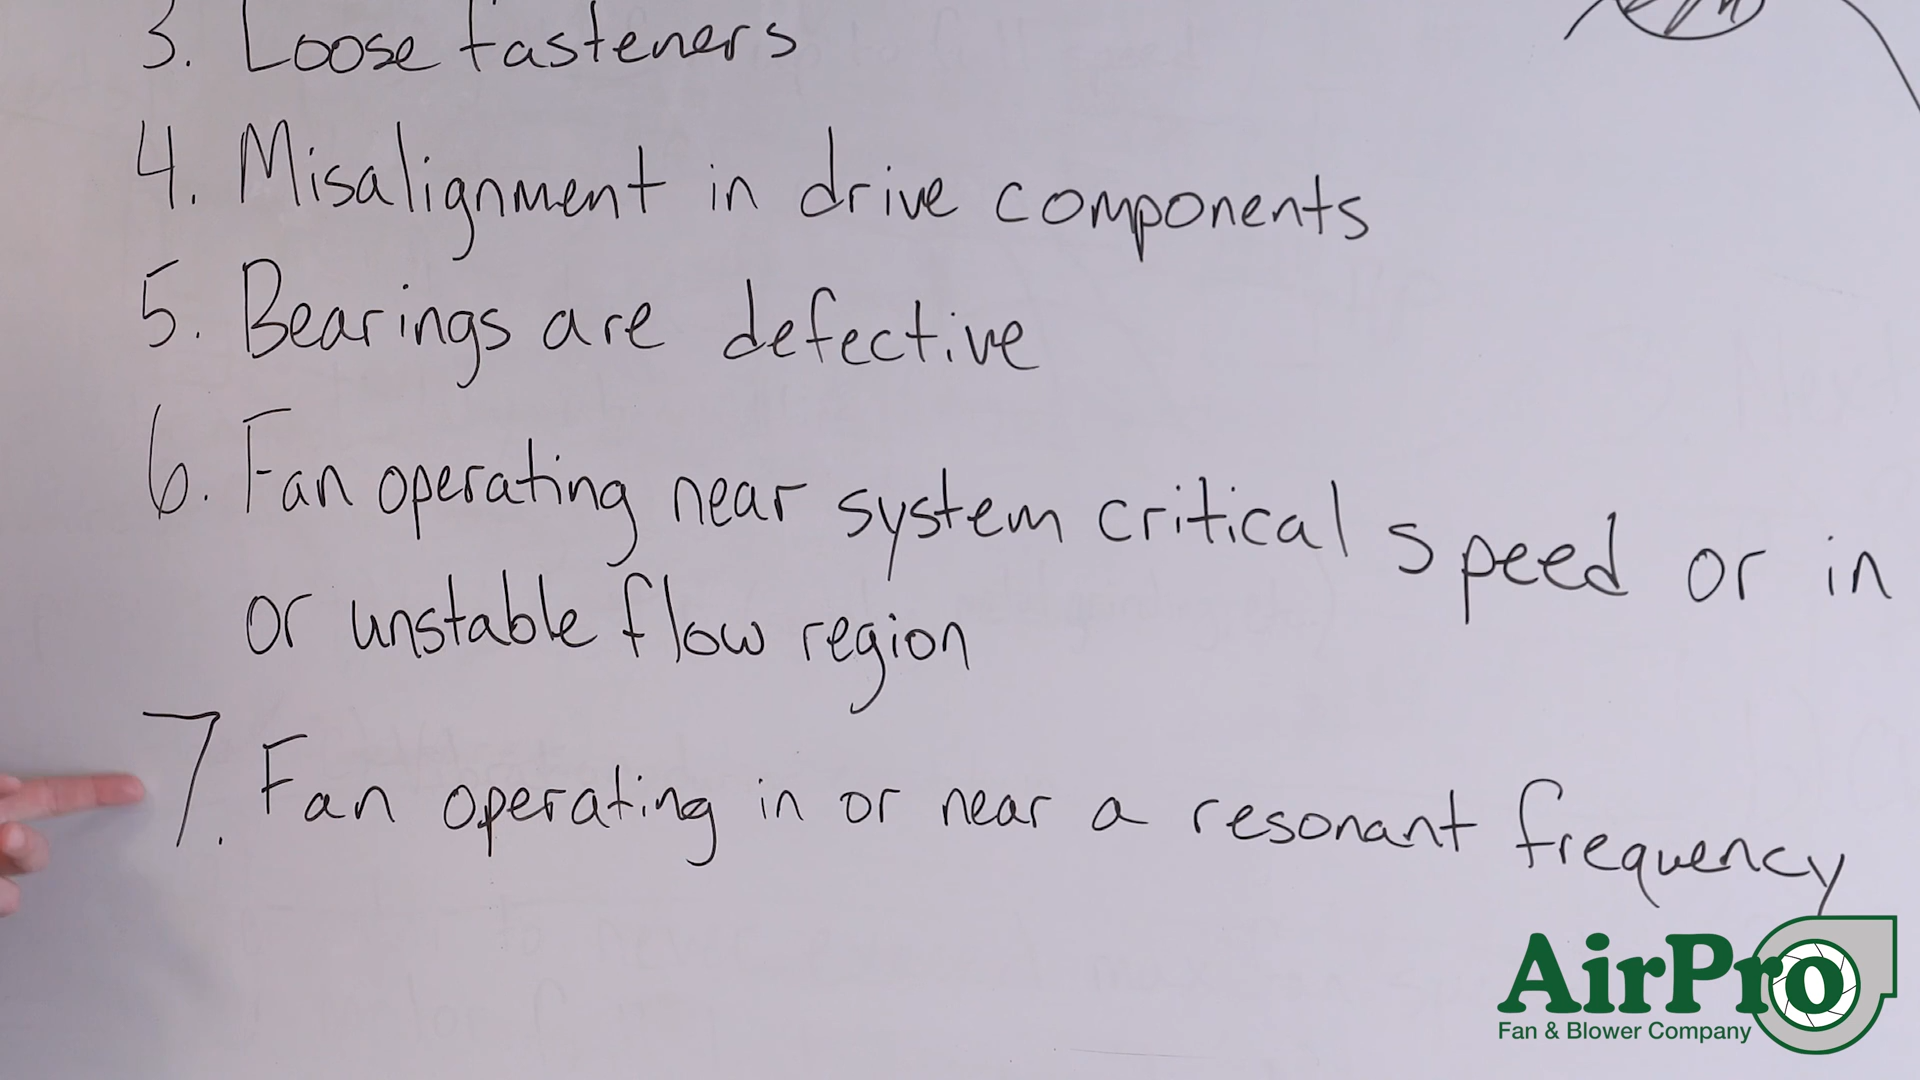 3. Loose fasteners
4. Misalignment in drive components
5. Bearings are defective
6. Fan operating near system critical speed or in
or unstable flow region
7. Fan operating in or near a resonant frequency
AirPro
Fan & Blower Company